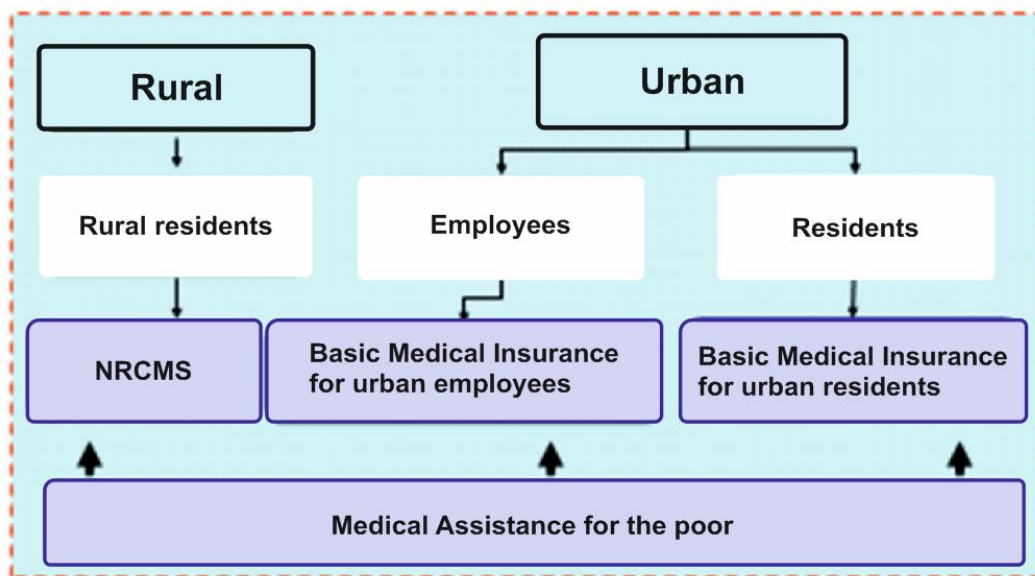 Rural
Urban
Rural residents
Employees
Residents
NRCMS
Basic Medical Insurance
for urban employees
Basic Medical Insurance
for urban residents
Medical Assistance for the poor